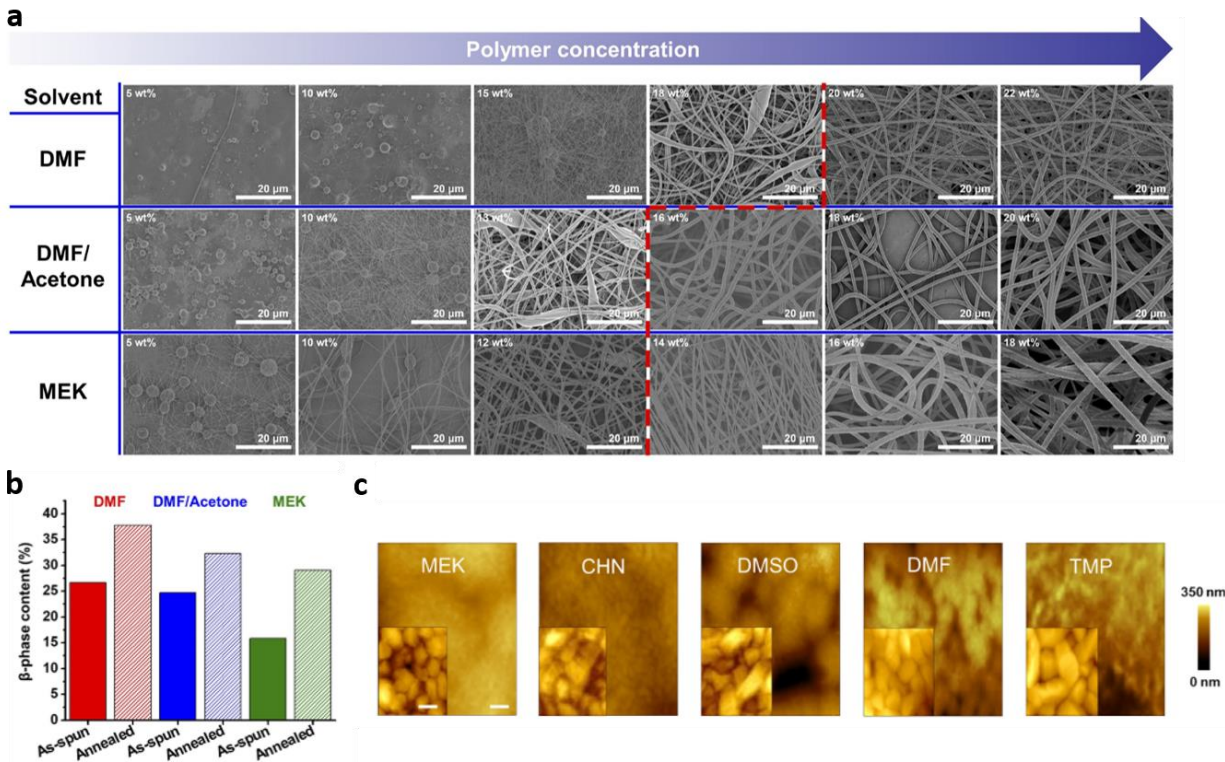 a
Polymer concentration
Solvent
5 wt%
10 wt%
15 wt%
18 wt%
20 wt%
22 wt%
DMF
20 µm
20 µm
20 µm
20 µm
20 µm
20 µm
5 wt%
10 wt%
13 wt%
16 wt%
18 wt%
20 wt%
DMF/
Acetone
20 µm
20 µm
20 µm
20 µm
20 µm
20 µm
5 wt%
10 wt%
12 wt%
14 wt%
16 wt%
18 wt%
MEK
20 µm
20 µm
20 µm
20 µm
20 µm
20 µm
b
DMF
DMF/Acetone
MEK
β-phase content (%)
40
35
30
25
20
15
10
5
0
As-spun
Annealed
As-spun
Annealed
As-spun
Annealed
c
MEK
CHN
DMSO
DMF
TMP
350 nm
0 nm